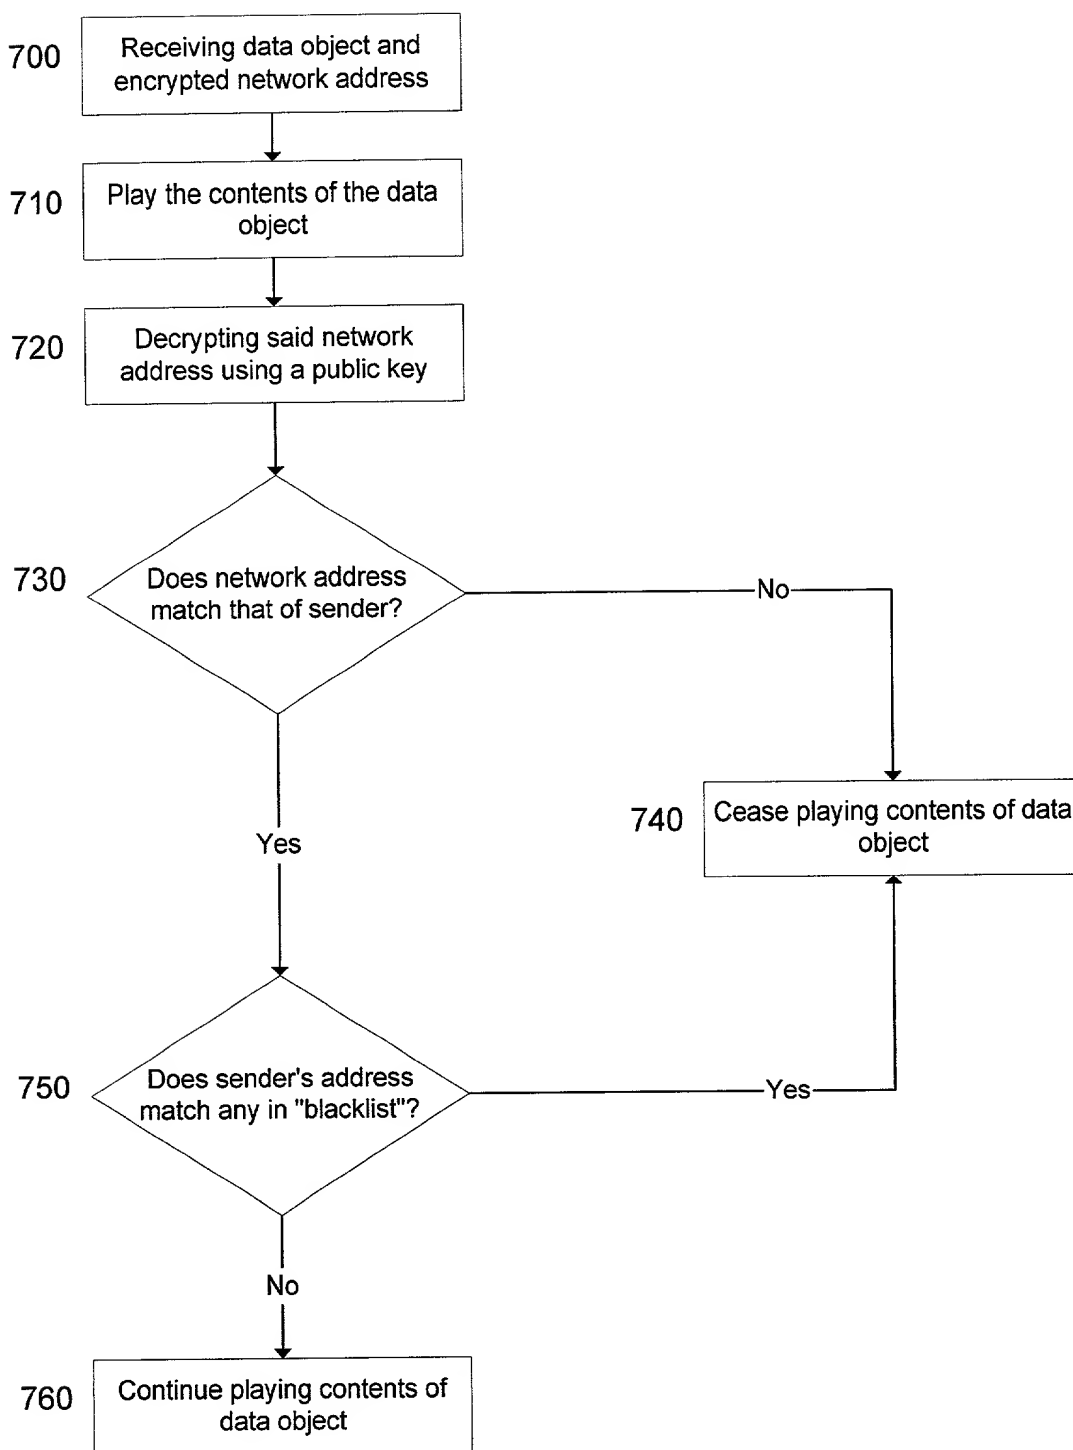 700
Receiving data object and
encrypted network address
710
Play the contents of the data
object
720
Decrypting said network
address using a public key
730
Does network address
match that of sender?
No
Yes
740
Cease playing contents of data
object
750
Does sender's address
match any in "blacklist"?
Yes
No
760
Continue playing contents of
data object